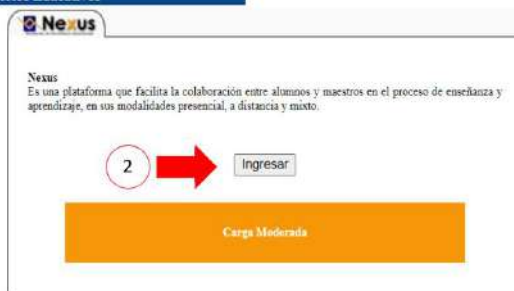 Nexus
Nexus
Es una plataforma que facilita la colaboración entre alumnos y maestros en el proceso de enseñanza y
aprendizaje, en sus modalidades presencial, a distancia y mixto.
2
Ingresar
Carga Moderada